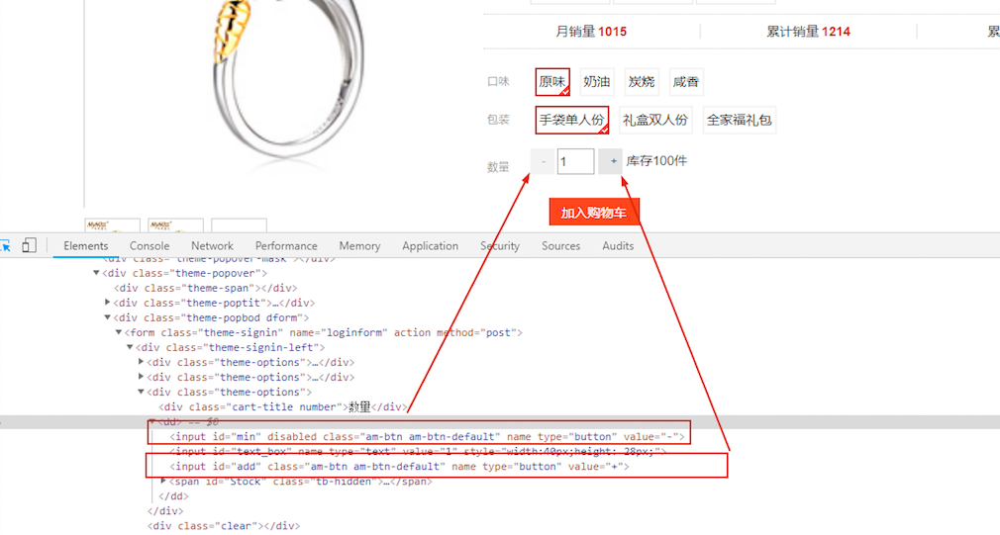 月销量 1015 累计销量 1214 累
口味 原味 奶油 炭烧 咸香
包装 手袋单人份 礼盒双人份 全家福礼包
数量 - 1 + 库存100件
加入购物车
Elements Console Network Performance Memory Application Security Sources Audits
<div class="theme-popover-mask"></div>
▼<div class="theme-popover">
<div class="theme-span"></div>
▶<div class="theme-poptit">…</div>
▼<div class="theme-popbod dform">
▼<form class="theme-signin" name="loginform" action method="post">
▼<div class="theme-signin-left">
▶<div class="theme-options">…</div>
▶<div class="theme-options">…</div>
▼<div class="theme-options">
<div class="cart-title number">数量</div>
▼<dd> == $0
<input id="min" disabled class="am-btn am-btn-default" name type="button" value="-">
<input id="text_box" name type="text" value="1" style="width:40px;height: 28px;">
<input id="add" class="am-btn am-btn-default" name type="button" value="+">
▶<span id="Stock" class="tb-hidden">…</span>
</dd>
</div>
<div class="clear"></div>